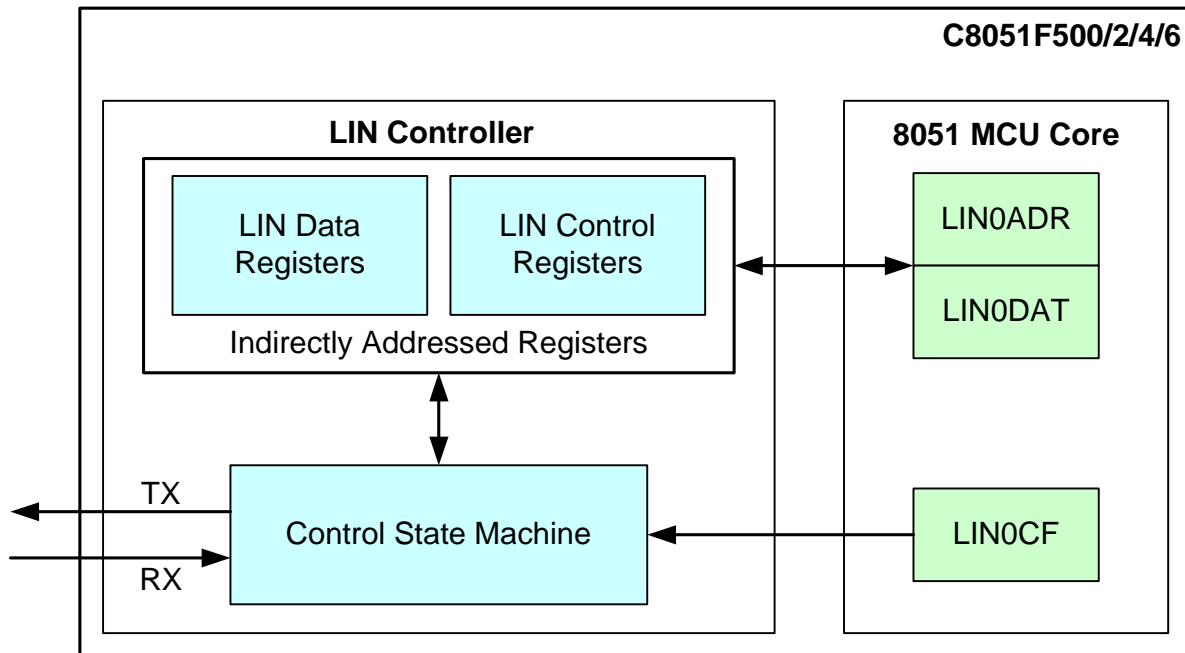 C8051F500/2/4/6
LIN Controller
8051 MCU Core
LIN Data
Registers
LIN Control
Registers
Indirectly Addressed Registers
LIN0ADR
LIN0DAT
TX
RX
Control State Machine
LIN0CF